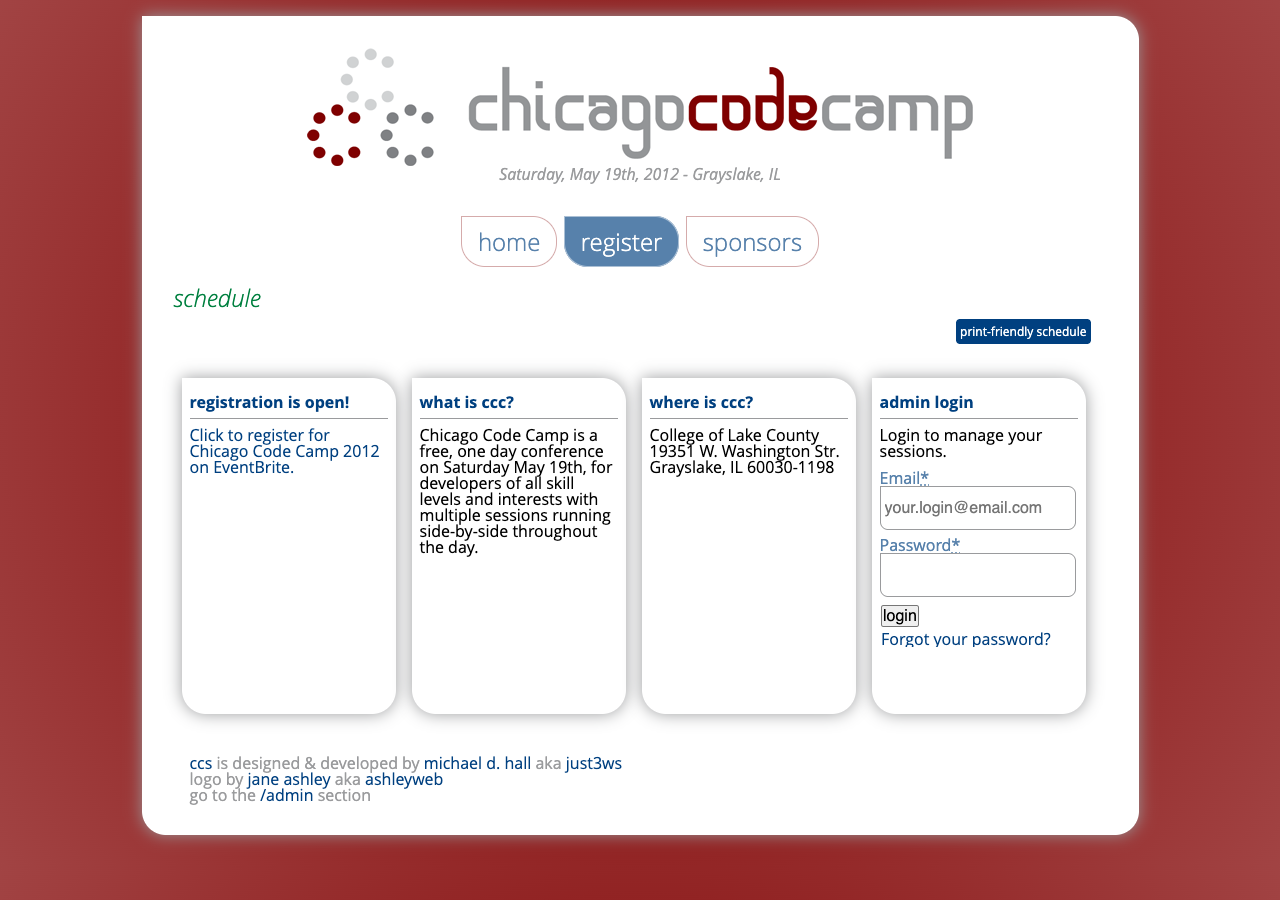 chicagocodecamp
Saturday, May 19th, 2012 - Grayslake, IL
home
register
sponsors
schedule
print-friendly schedule
registration is open!
Click to register for
Chicago Code Camp 2012
on EventBrite.
what is ccc?
Chicago Code Camp is a
free, one day conference
on Saturday May 19th, for
developers of all skill
levels and interests with
multiple sessions running
side-by-side throughout
the day.
where is ccc?
College of Lake County
19351 W. Washington Str.
Grayslake, IL 60030-1198
admin login
Login to manage your
sessions.
Email*
your.login@email.com
Password*
login
Forgot your password?
ccs is designed & developed by michael d. hall aka just3ws
logo by jane ashley aka ashleyweb
go to the /admin section